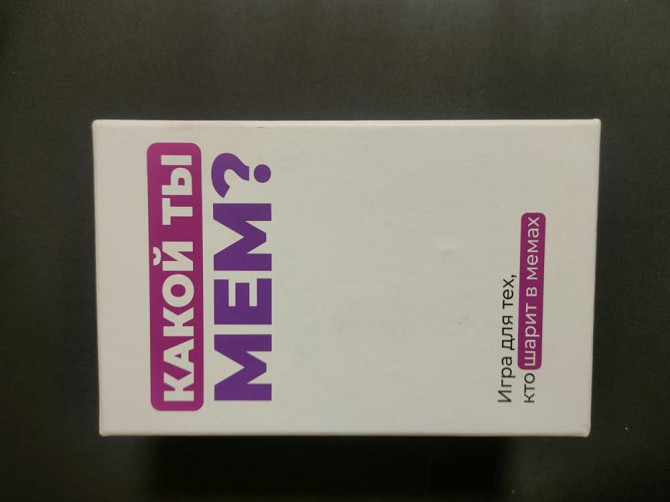 КАКОЙ ТЫ
МЕМ?
Игра для тех,
кто шарит в мемах